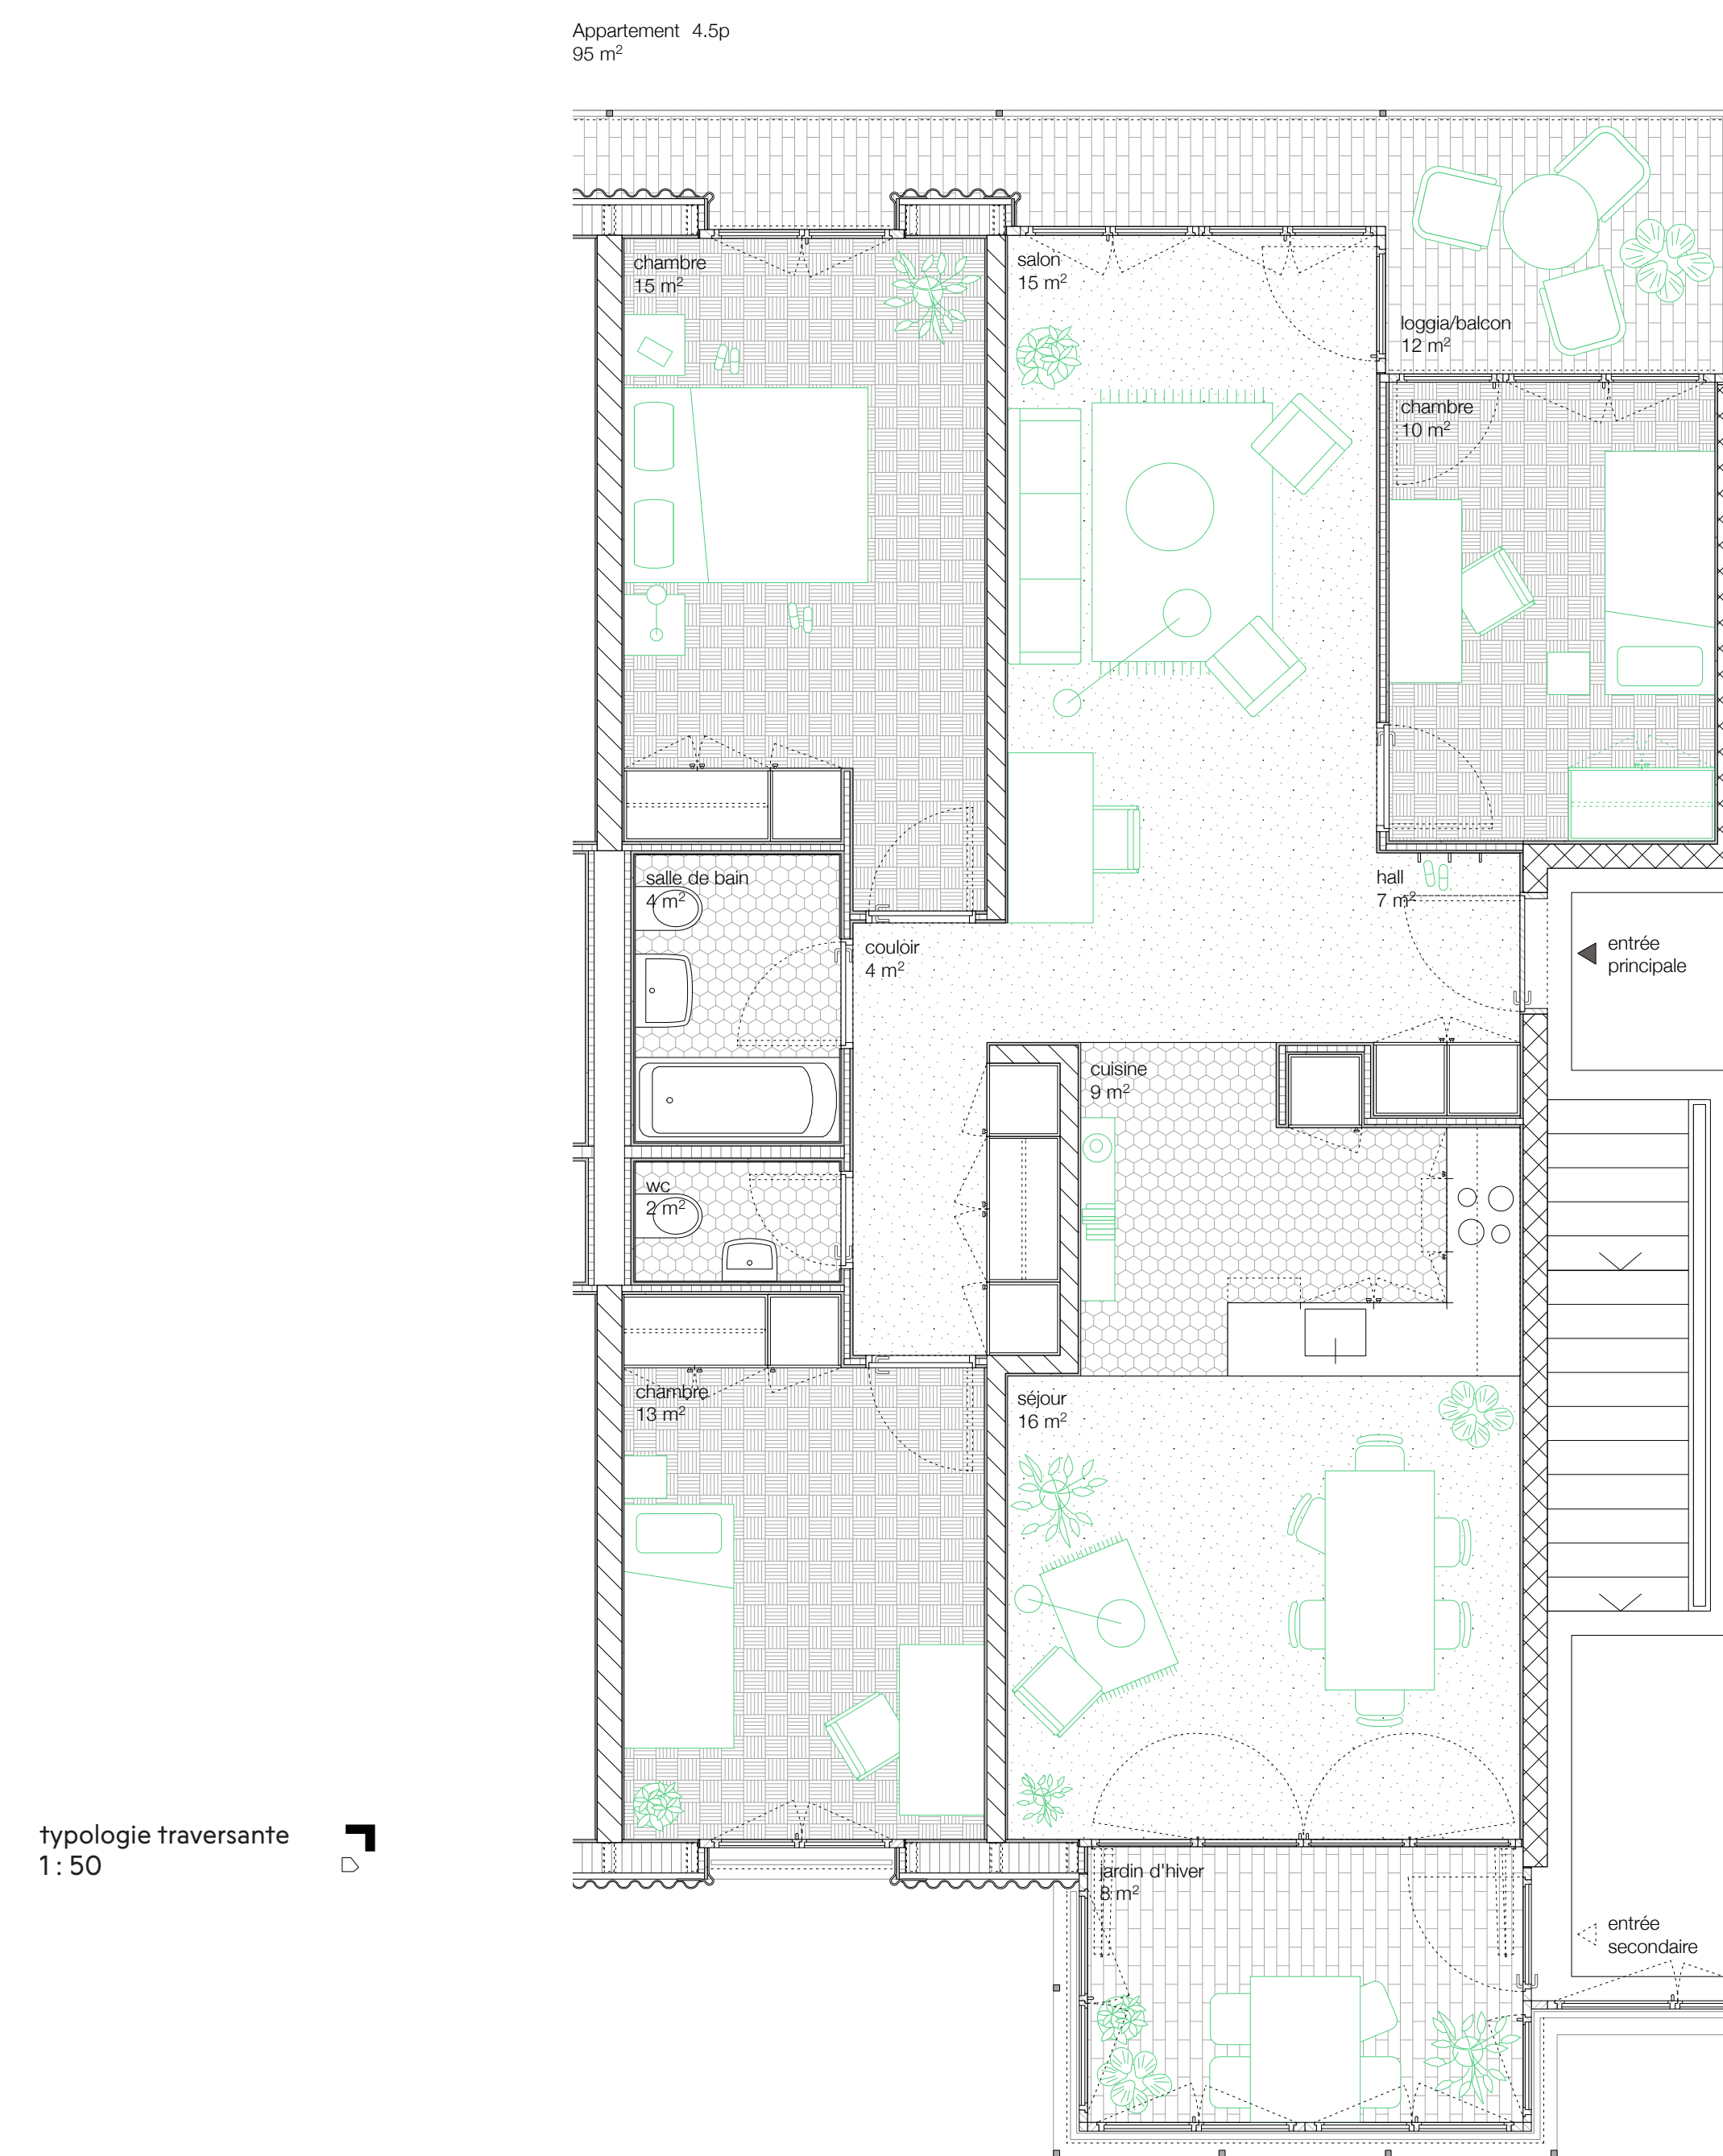 Appartement 4.5p
95 m²
chambre
15 m²
salon
15 m²
loggia/balcon
12 m²
chambre
10 m²
salle de bain
4 m²
hall
7 m²
couloir
4 m²
entrée
principale
cuisine
9 m²
wc
2 m²
chambre
13 m²
séjour
16 m²
typologie traversante
1 : 50
jardin d'hiver
8 m²
entrée
secondaire